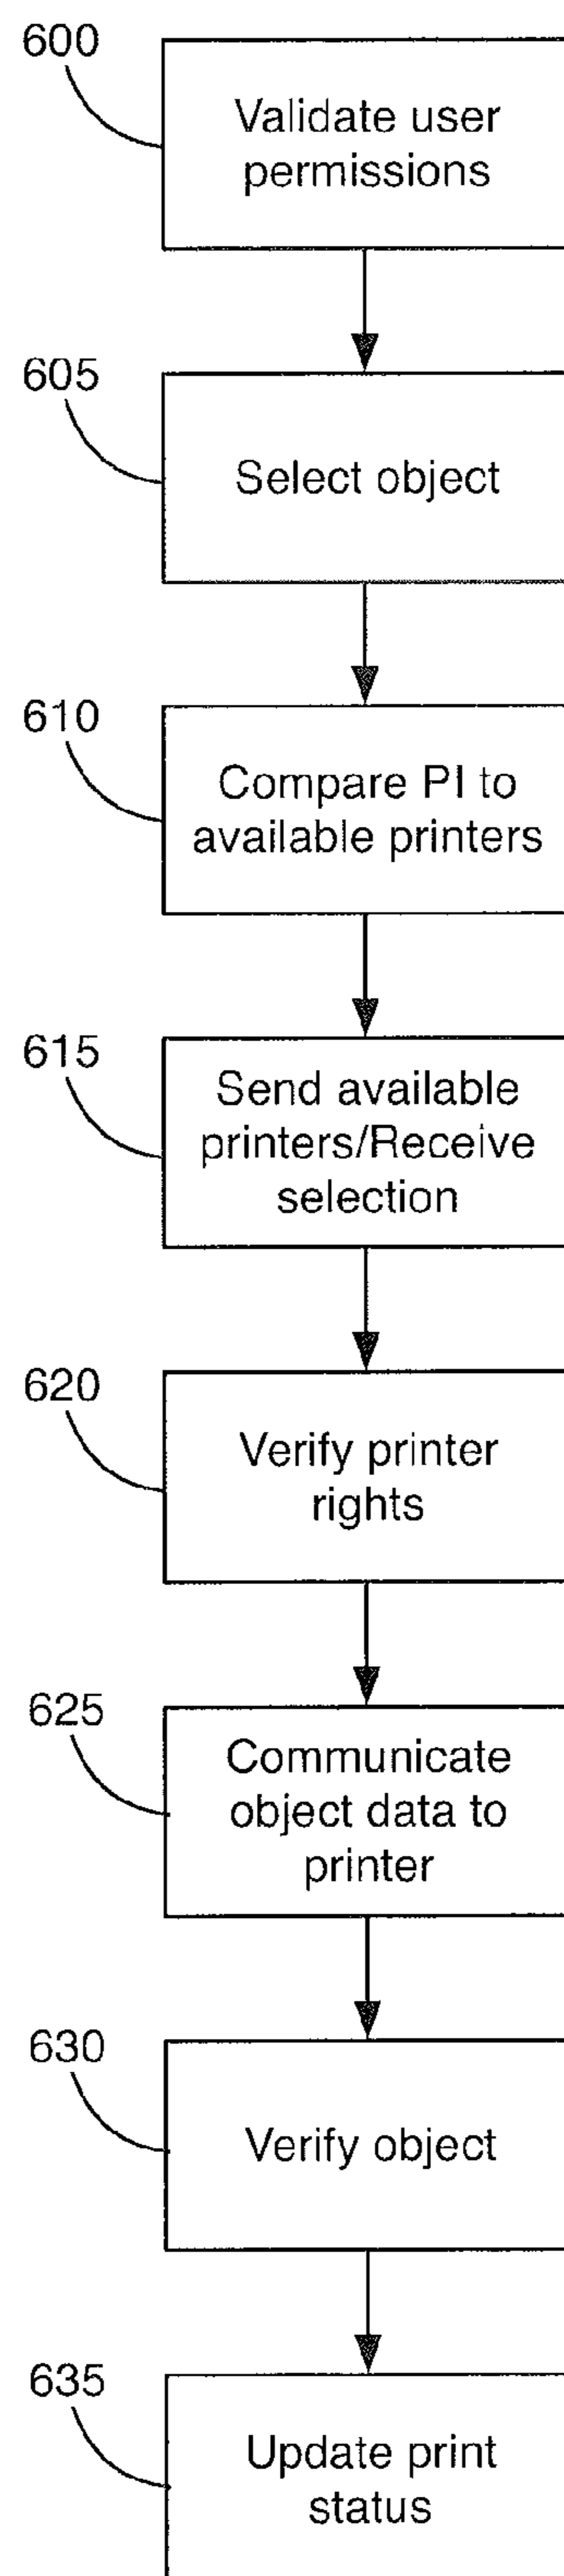 600
Validate user
permissions
605
Select object
610
Compare PI to
available printers
615
Send available
printers/Receive
selection
620
Verify printer
rights
625
Communicate
object data to
printer
630
Verify object
635
Update print
status